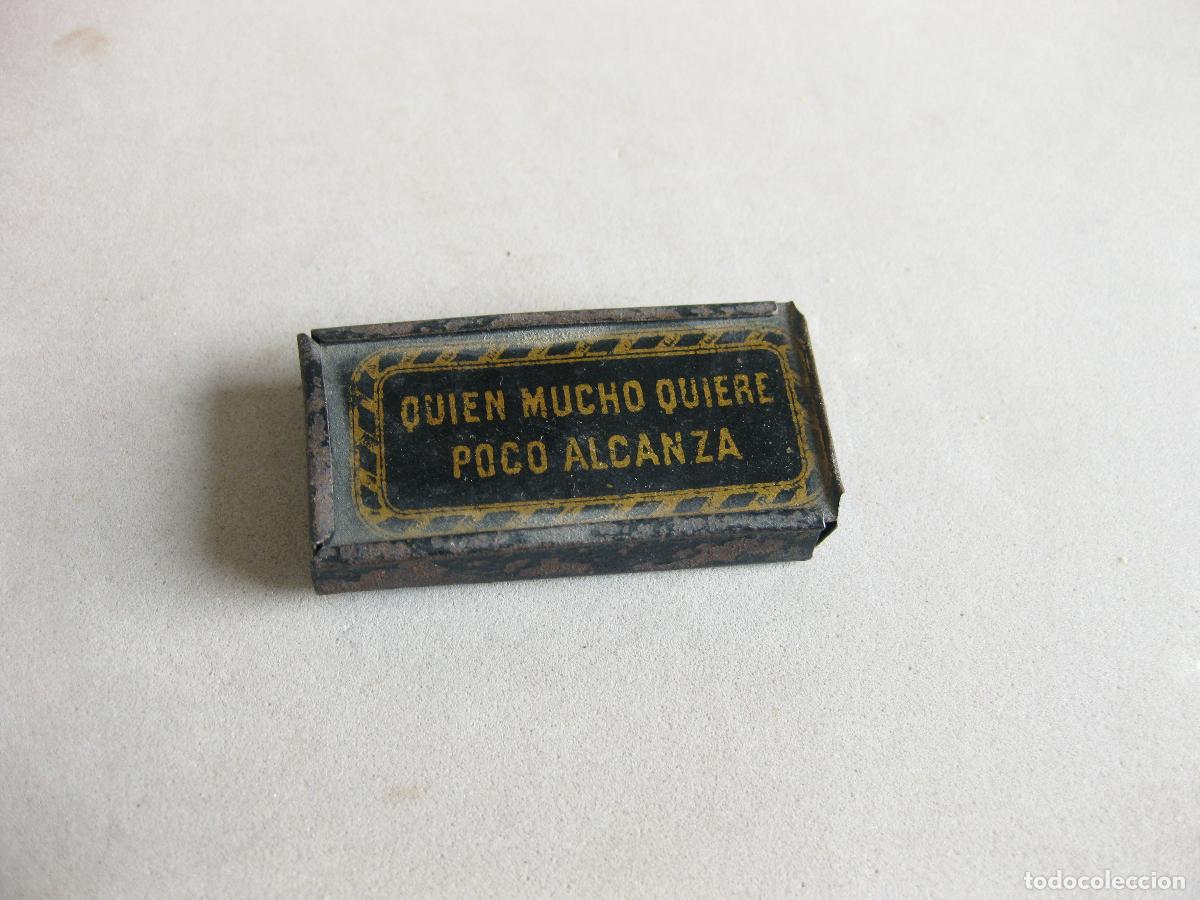 QUIEN MUCHO QUIERE
POCO ALCANZA
todocoleccion